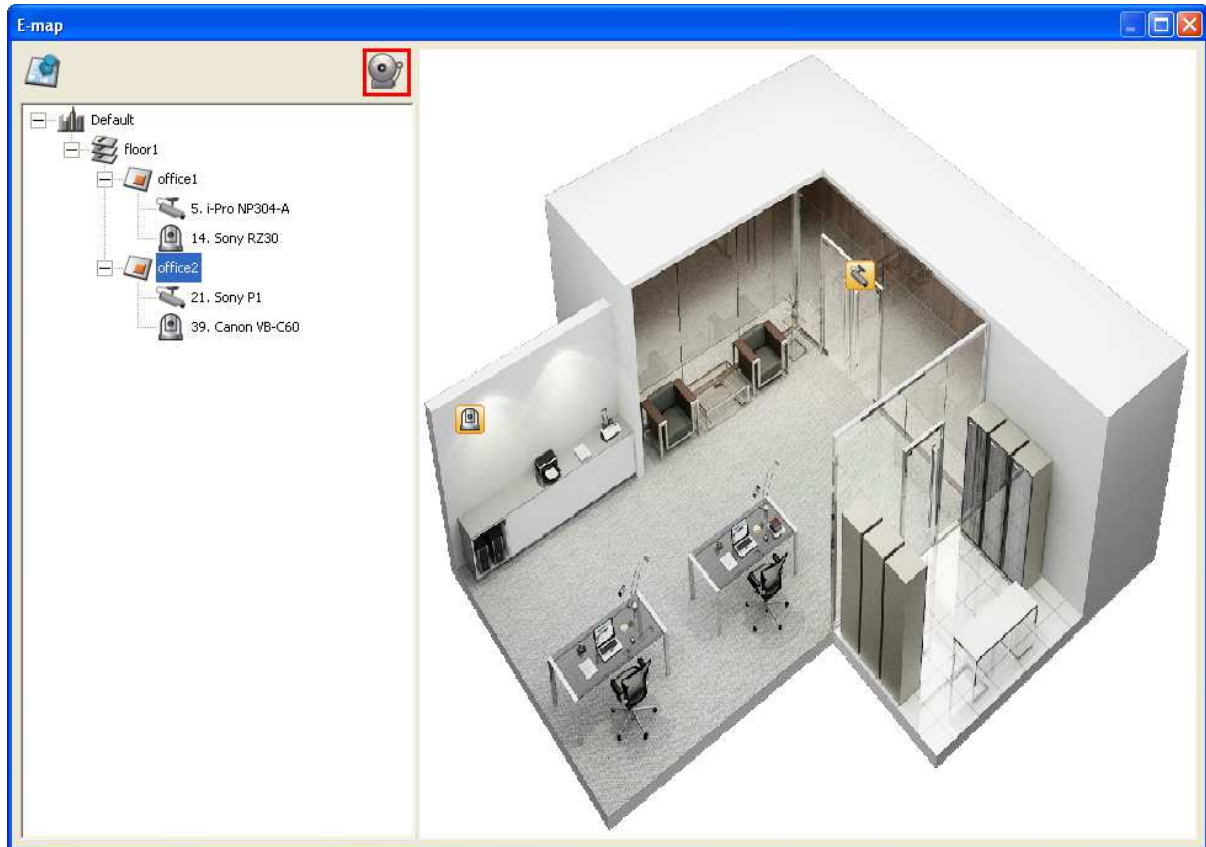 E-map
Default
floor1
office1
5. i-Pro NP304-A
14. Sony RZ30
office2
21. Sony P1
39. Canon VB-C60